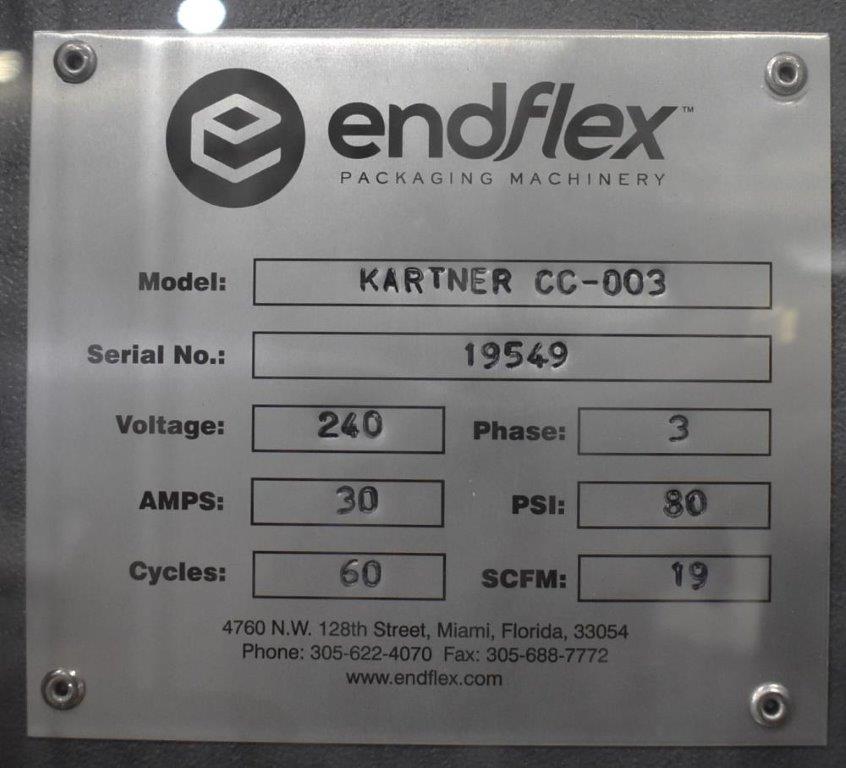 endflex™
PACKAGING MACHINERY
Model: KARTNER CC-003
Serial No.: 19549
Voltage: 240 Phase: 3
AMPS: 30 PSI: 80
Cycles: 60 SCFM: 19
4760 N.W. 128th Street, Miami, Florida, 33054
Phone: 305-622-4070 Fax: 305-688-7772
www.endflex.com